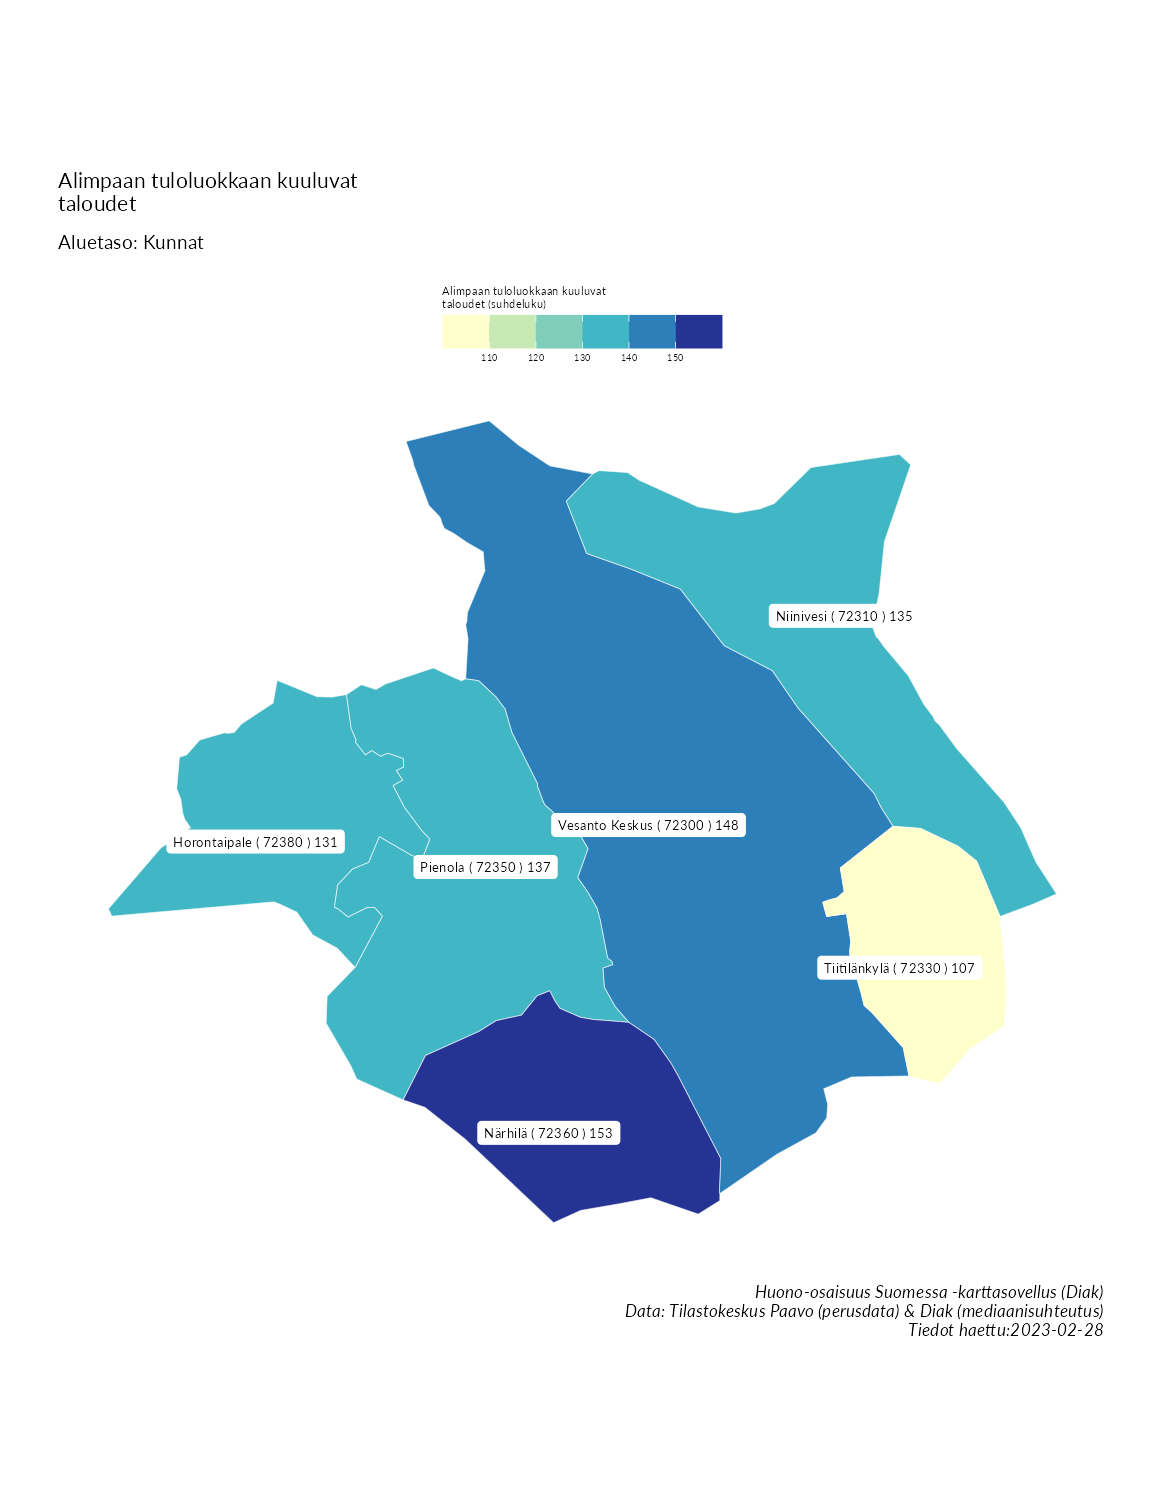 Alimpaan tuloluokkaan kuuluvat
taloudet
Aluetaso: Kunnat
Alimpaan tuloluokkaan kuuluvat
taloudet (suhdeluku)
110 120 130 140 150
Niinivesi ( 72310 ) 135
Vesanto Keskus ( 72300 ) 148
Horontaipale ( 72380 ) 131
Pienola ( 72350 ) 137
Tiitilänkylä ( 72330 ) 107
Närhilä ( 72360 ) 153
Huono-osaisuus Suomessa -karttasovellus (Diak)
Data: Tilastokeskus Paavo (perusdata) & Diak (mediaanisuhteutus)
Tiedot haettu:2023-02-28